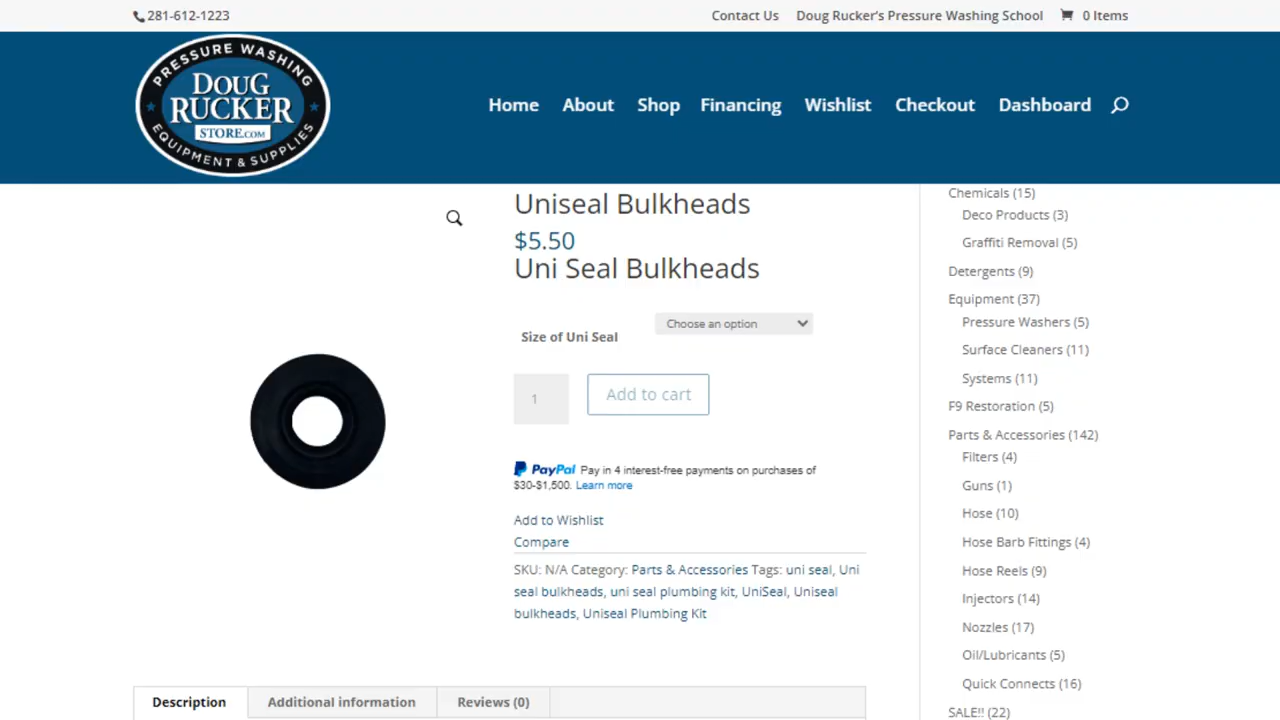 281-612-1223
Contact Us
Doug Rucker's Pressure Washing School
0 Items
PRESSURE WASHING
DOUG
RUCKER
STORE.COM
EQUIPMENT & SUPPLIES
Home
About
Shop
Financing
Wishlist
Checkout
Dashboard
Uniseal Bulkheads
$5.50
Uni Seal Bulkheads
Size of Uni Seal
Choose an option
1
Add to cart
PayPal Pay in 4 interest-free payments on purchases of
$30-$1,500. Learn more
Add to Wishlist
Compare
SKU: N/A Category: Parts & Accessories Tags: uni seal, Uni
seal bulkheads, uni seal plumbing kit, UniSeal, Uniseal
bulkheads, Uniseal Plumbing Kit
Description
Additional information
Reviews (0)
Chemicals (15)
Deco Products (3)
Graffiti Removal (5)
Detergents (9)
Equipment (37)
Pressure Washers (5)
Surface Cleaners (11)
Systems (11)
F9 Restoration (5)
Parts & Accessories (142)
Filters (4)
Guns (1)
Hose (10)
Hose Barb Fittings (4)
Hose Reels (9)
Injectors (14)
Nozzles (17)
Oil/Lubricants (5)
Quick Connects (16)
SALE!! (22)